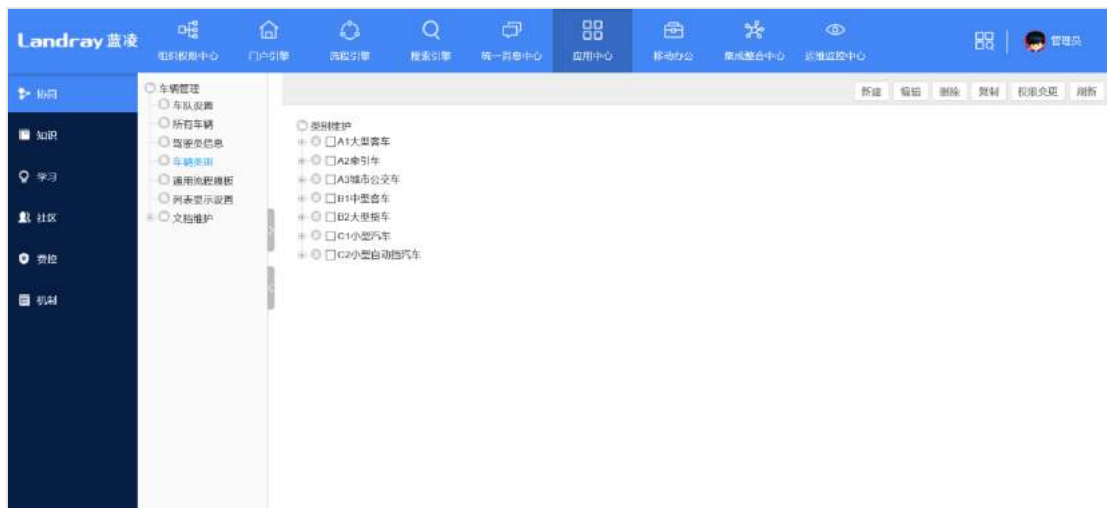 Landray 蓝凌
组织权限中心
门户引擎
流程引擎
搜索引擎
统一消息中心
应用中心
移动办公
集成整合中心
运维监控中心
管理员
协同
知识
学习
社区
费控
机制
车辆管理
车队设置
所有车辆
驾驶员信息
车辆类别
通用流程模板
列表显示设置
文档维护
新建 编辑 删除 复制 权限变更 刷新
类别维护
A1大型客车
A2牵引车
A3城市公交车
B1中型客车
B2大型货车
C1小型汽车
C2小型自动挡汽车